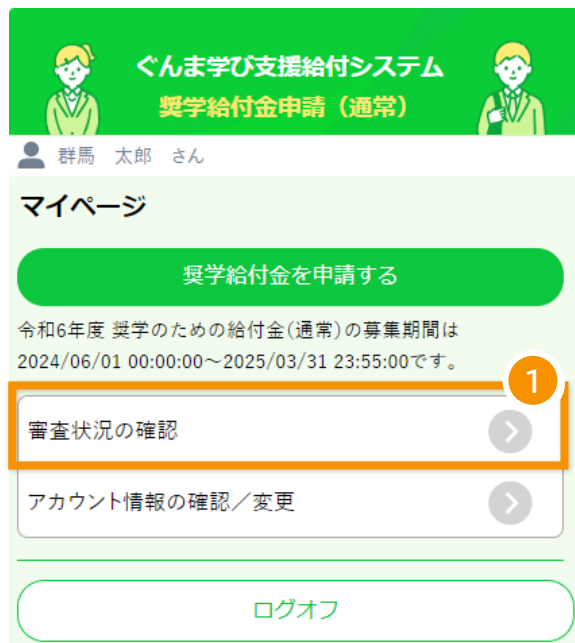 ぐんま学び支援給付システム
奨学給付金申請（通常）
群馬　太郎　さん
マイページ
奨学給付金を申請する
令和6年度 奨学のための給付金(通常)の募集期間は
2024/06/01 00:00:00～2025/03/31 23:55:00です。
1
審査状況の確認
アカウント情報の確認／変更
ログオフ